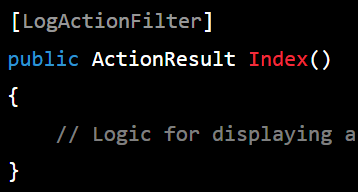 [LogActionFilter]
public ActionResult Index()
{
    // Logic for displaying a
}